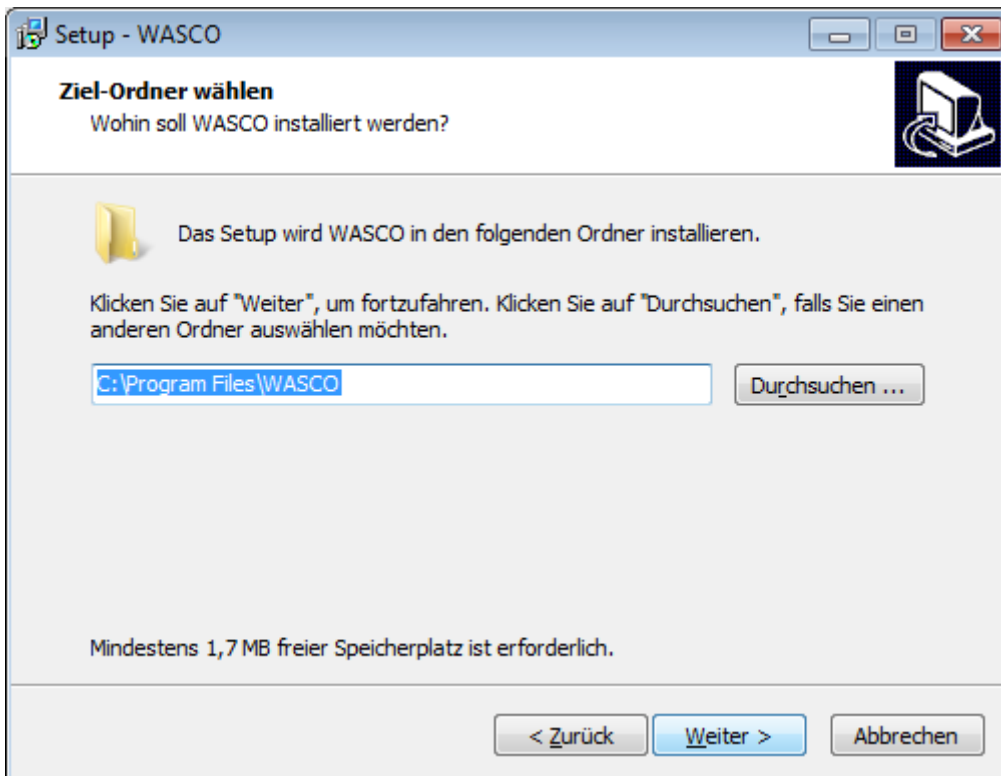 Setup - WASCO
Ziel-Ordner wählen
Wohin soll WASCO installiert werden?
Das Setup wird WASCO in den folgenden Ordner installieren.
Klicken Sie auf "Weiter", um fortzufahren. Klicken Sie auf "Durchsuchen", falls Sie einen
anderen Ordner auswählen möchten.
C:\Program Files\WASCO
Durchsuchen ...
Mindestens 1,7 MB freier Speicherplatz ist erforderlich.
< Zurück
Weiter >
Abbrechen